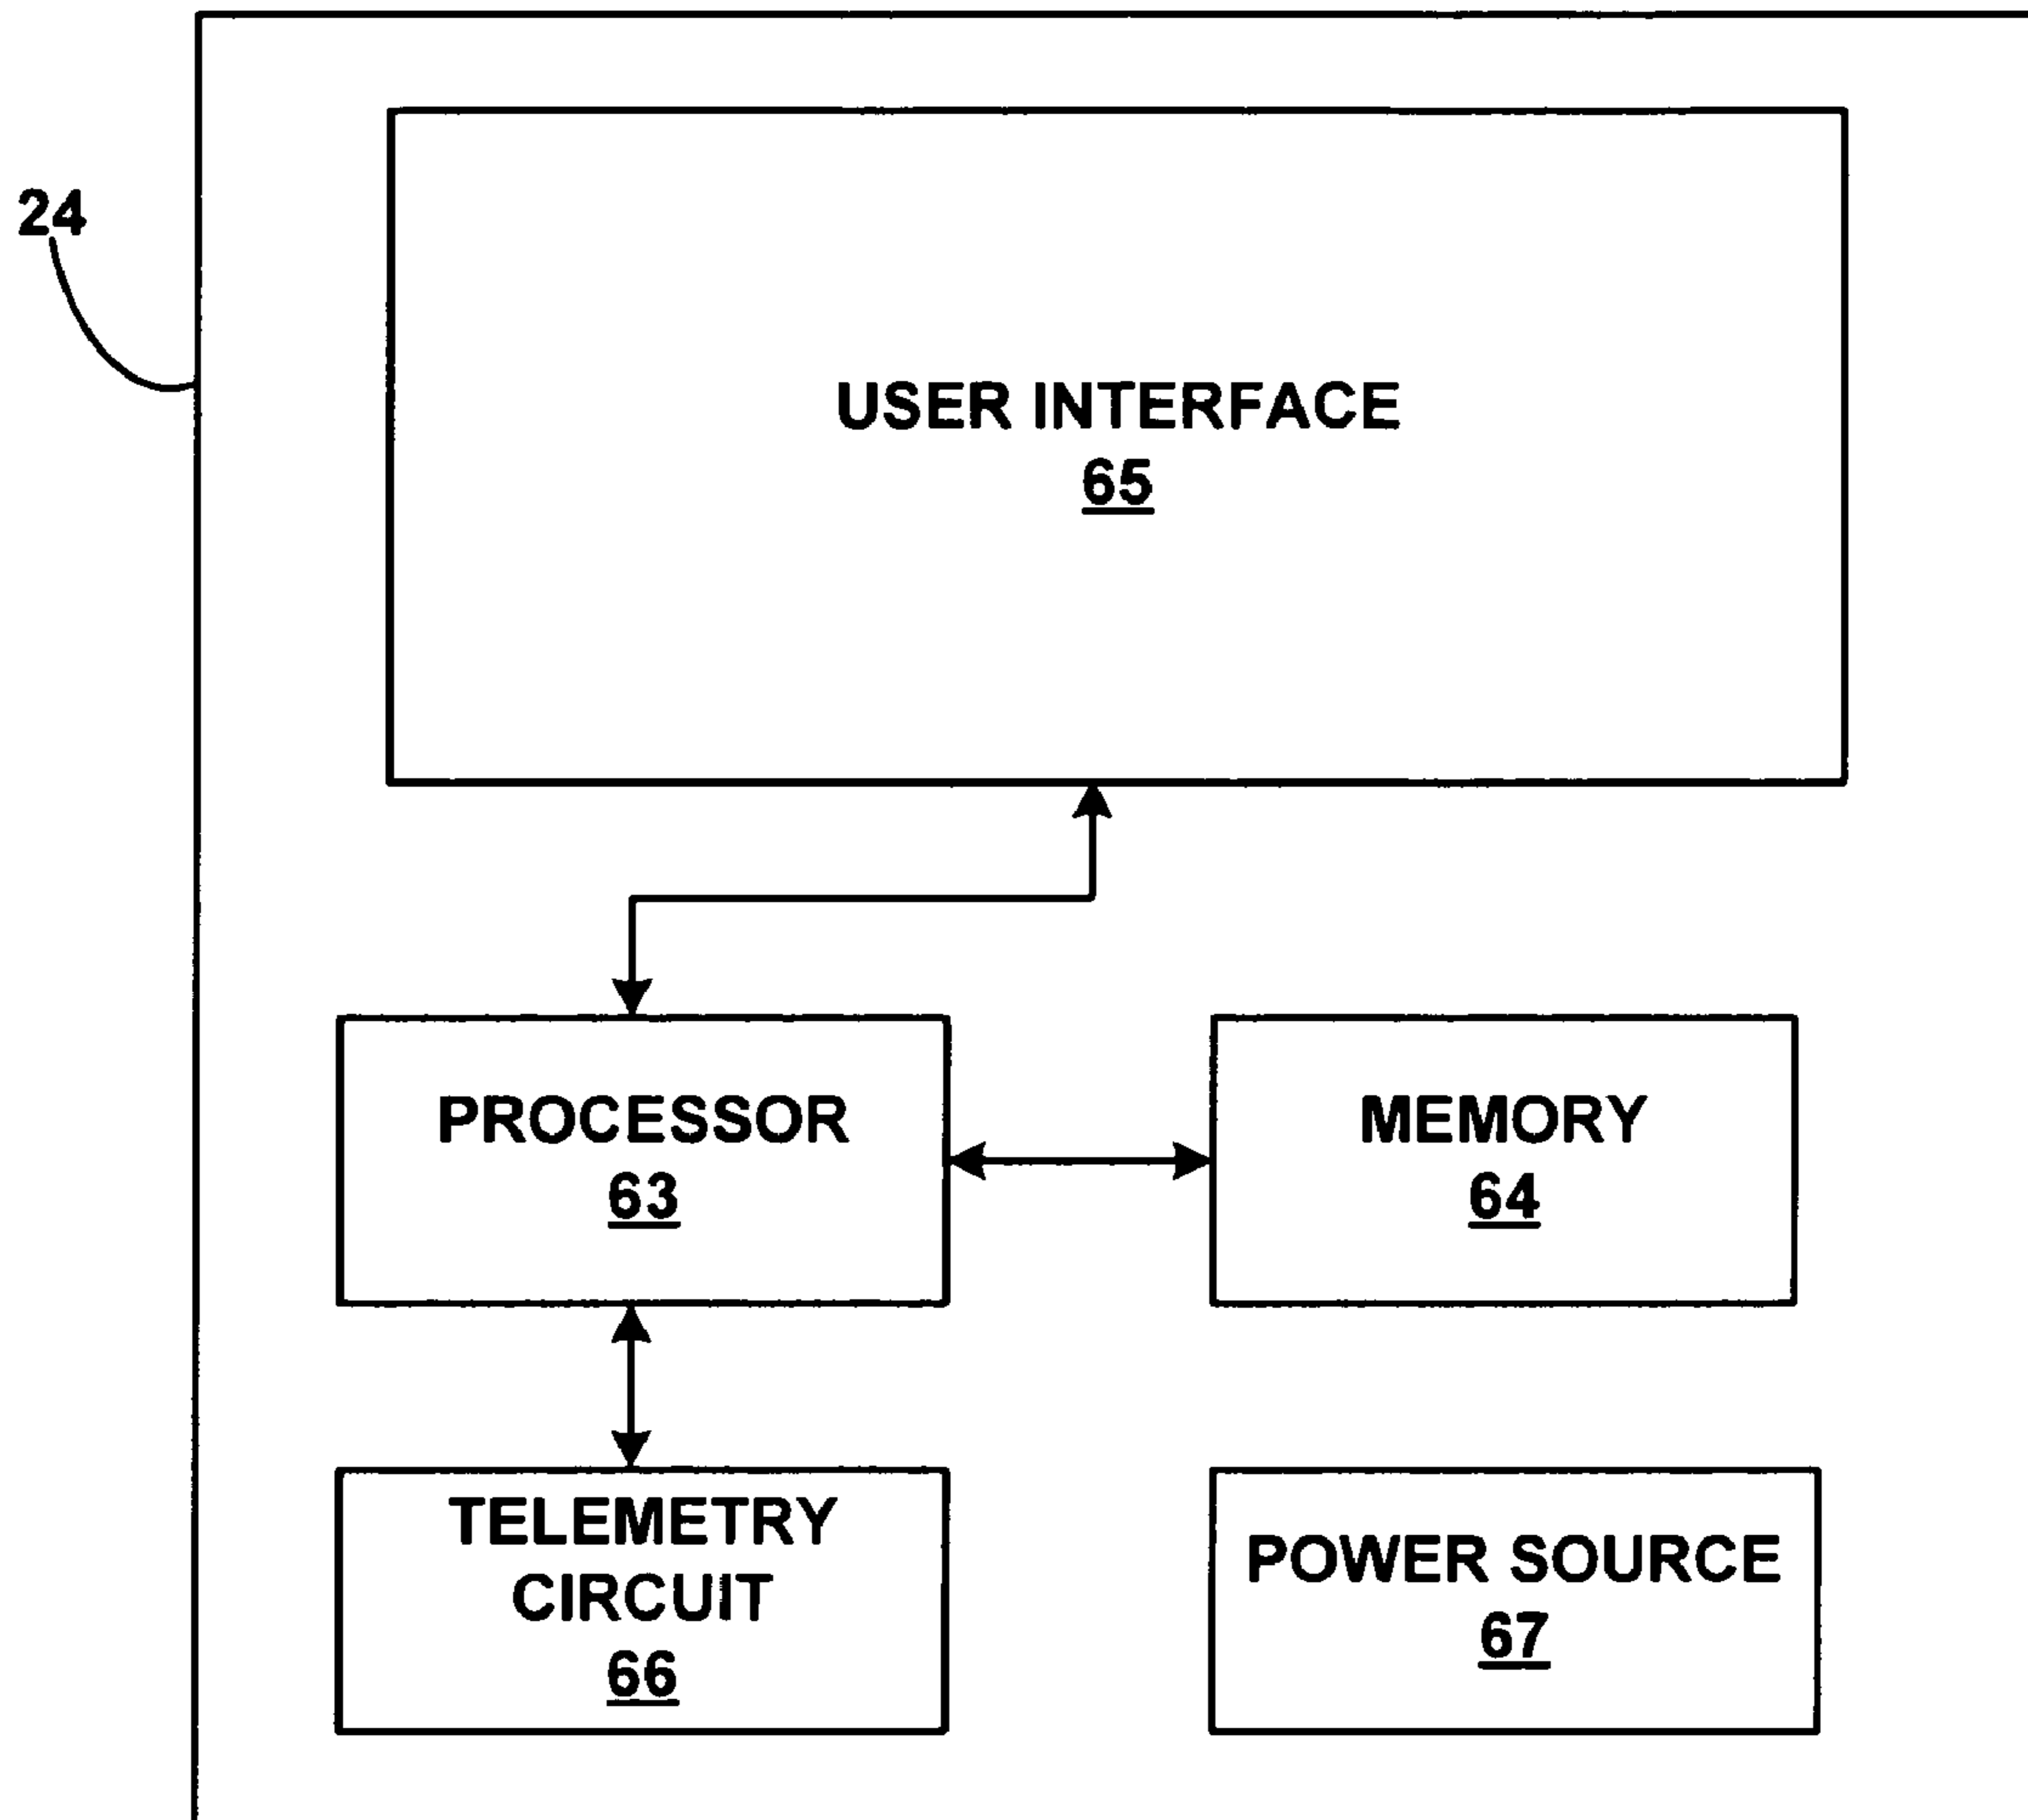 24
USER INTERFACE
65
PROCESSOR
63
MEMORY
64
TELEMETRY
CIRCUIT
66
POWER SOURCE
67